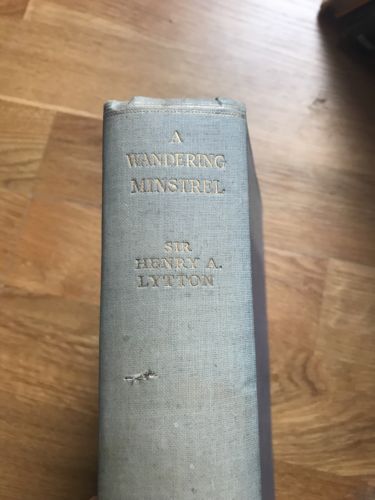 A
WANDERING
MINSTREL
SIR
HENRY A.
LYTTON